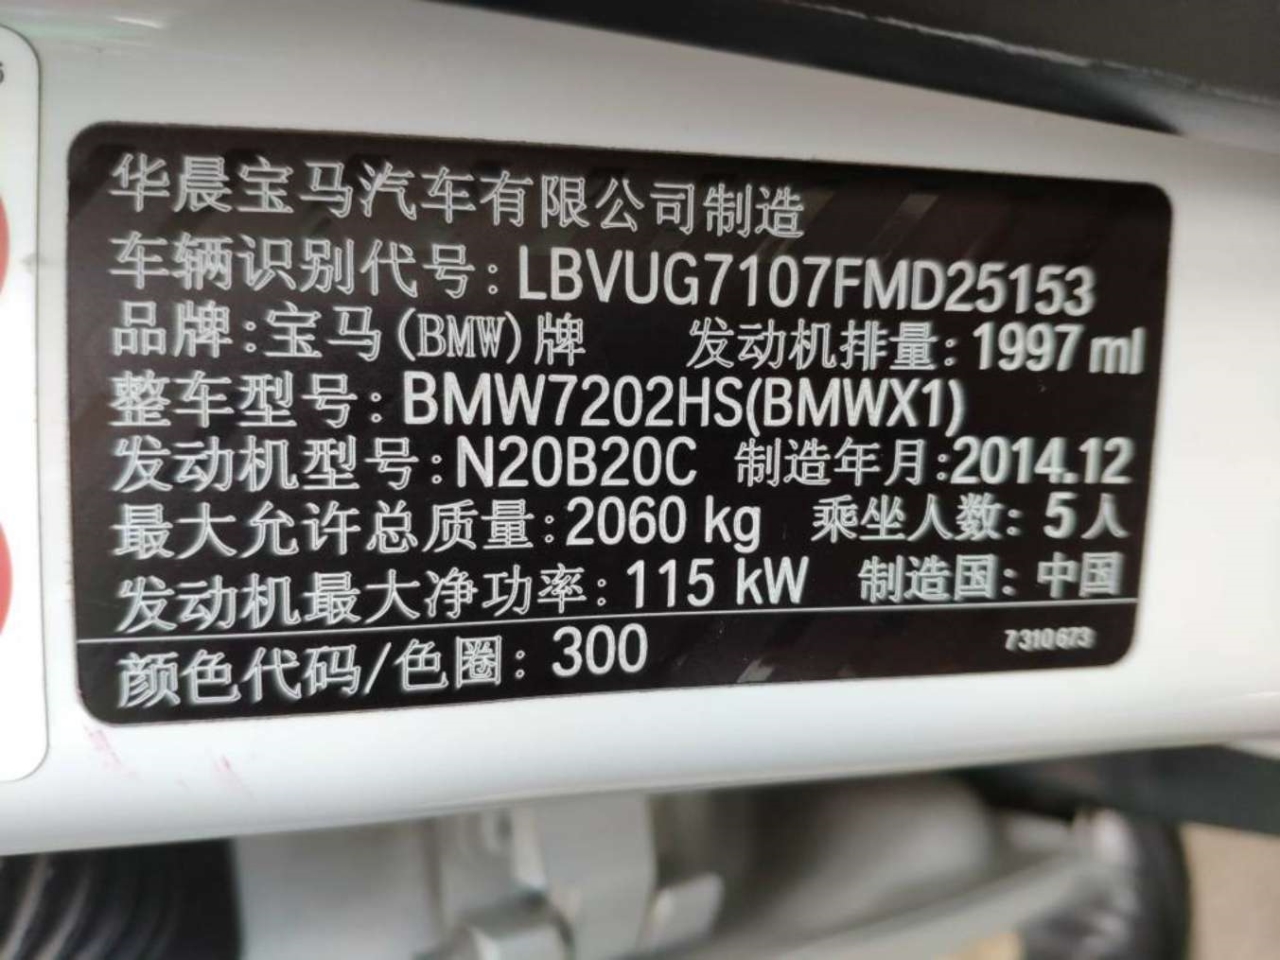 华晨宝马汽车有限公司制造
车辆识别代号: LBVUG7107FMD25153
品牌:宝马(BMW)牌 发动机排量: 1997 ml
整车型号: BMW7202HS(BMWX1)
发动机型号:N20B20C 制造年月:2014.12
最大允许总质量:2060 kg 乘坐人数: 5人
发动机最大净功率: 115 kW 制造国: 中国
颜色代码/色圈: 300 7310673